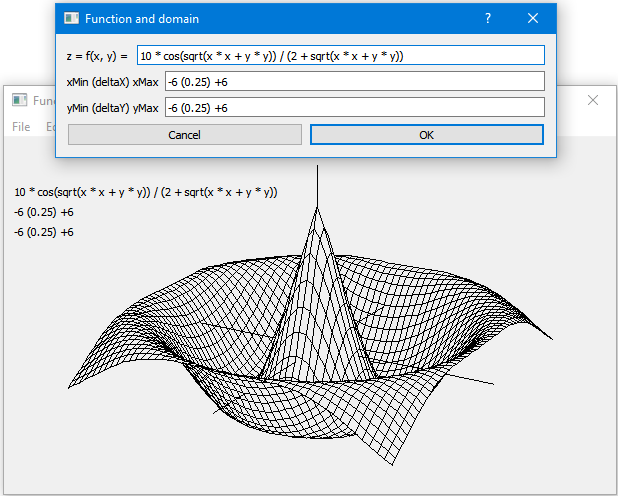 Function and domain
?
z = f(x, y) = 10 * cos(sqrt(x * x + y * y)) / (2 + sqrt(x * x + y * y))
xMin (deltaX) xMax -6 (0.25) +6
yMin (deltaY) yMax -6 (0.25) +6
Cancel OK
File
10 * cos(sqrt(x * x + y * y)) / (2 + sqrt(x * x + y * y))
-6 (0.25) +6
-6 (0.25) +6